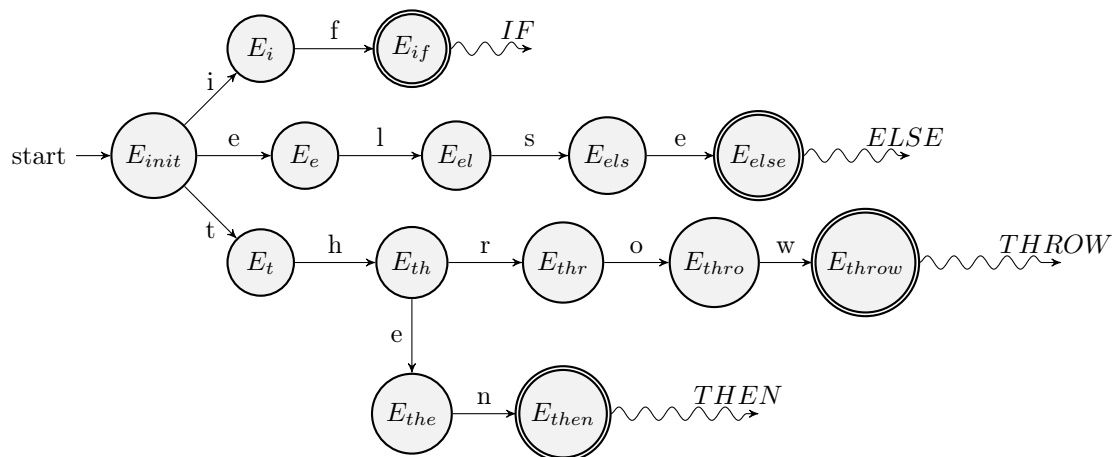 i
E_i
f
E_if
IF
start
E_init
e
E_e
l
E_el
s
E_els
e
E_else
ELSE
t
E_t
h
E_th
r
E_thr
o
E_thro
w
E_throw
THROW
e
E_the
n
E_then
THEN